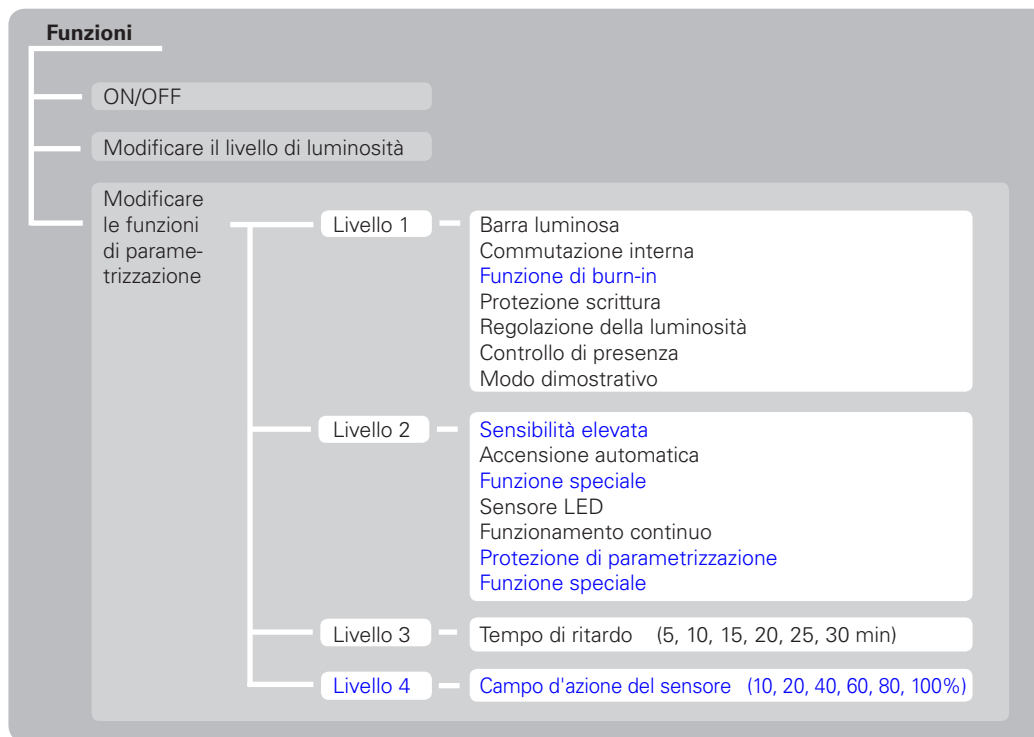 Funzioni
ON/OFF
Modificare il livello di luminosità
Modificare
le funzioni
di parame-
trizzazione
Livello 1
Barra luminosa
Commutazione interna
Funzione di burn-in
Protezione scrittura
Regolazione della luminosità
Controllo di presenza
Modo dimostrativo
Livello 2
Sensibilità elevata
Accensione automatica
Funzione speciale
Sensore LED
Funzionamento continuo
Protezione di parametrizzazione
Funzione speciale
Livello 3
Tempo di ritardo (5, 10, 15, 20, 25, 30 min)
Livello 4
Campo d'azione del sensore (10, 20, 40, 60, 80, 100%)